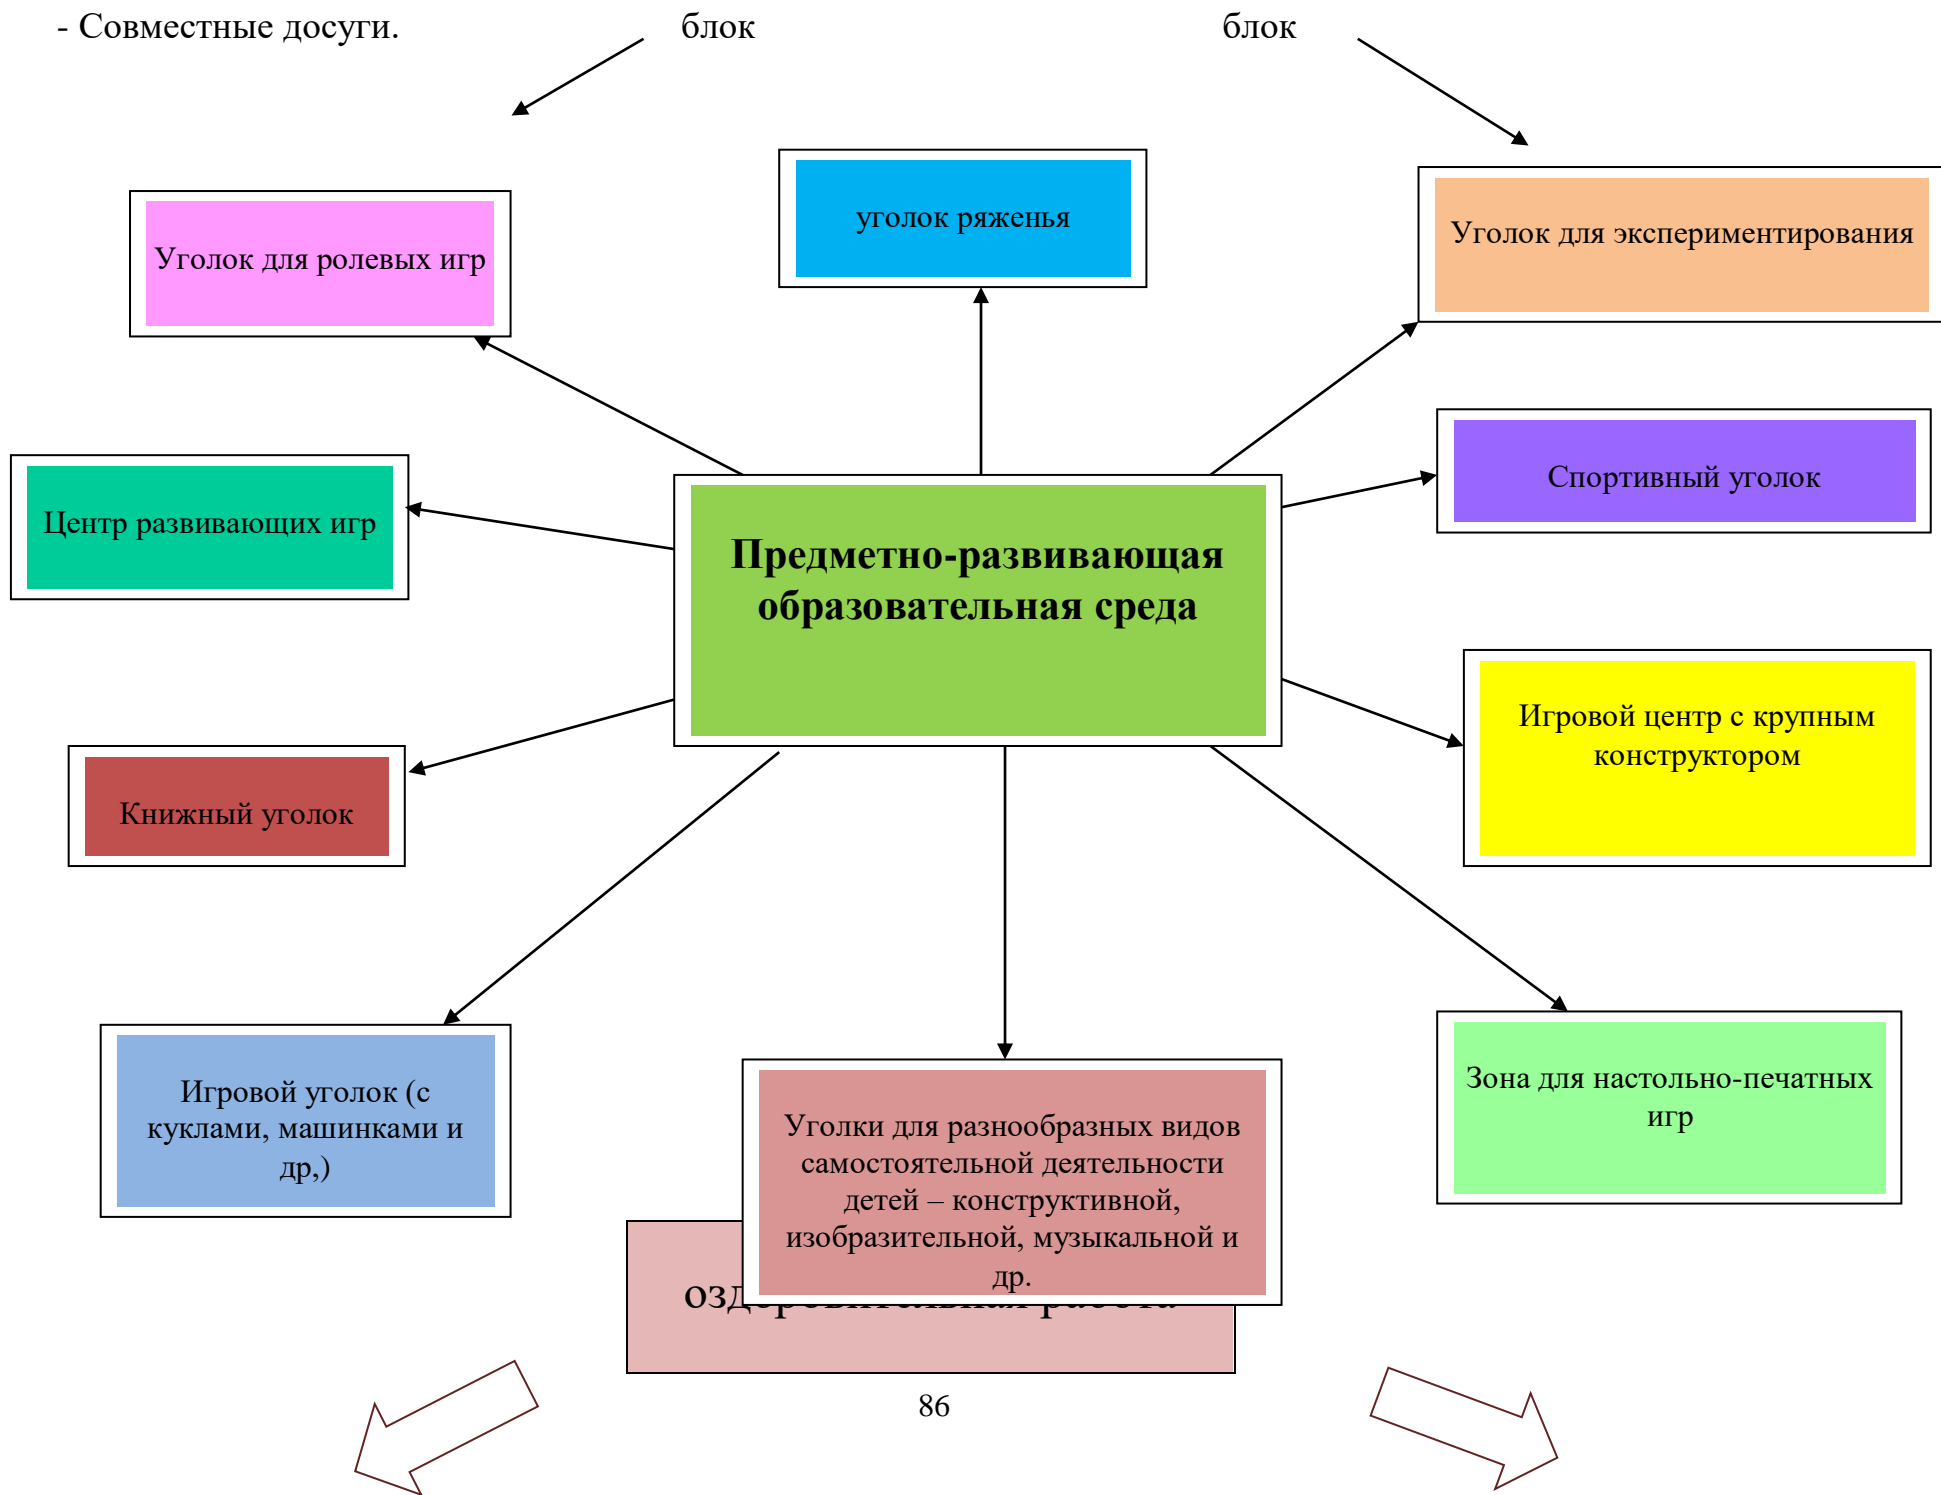 - Совместные досуги. блок блок
уголок ряженья
Уголок для ролевых игр
Уголок для экспериментирования
Спортивный уголок
Центр развивающих игр
Предметно-развивающая
образовательная среда
Игровой центр с крупным
конструктором
Книжный уголок
Игровой уголок (с
куклами, машинками и
др,)
Уголки для разнообразных видов
самостоятельной деятельности
детей – конструктивной,
изобразительной, музыкальной и
др.
Зона для настольно-печатных
игр
оздоровительная работа
86